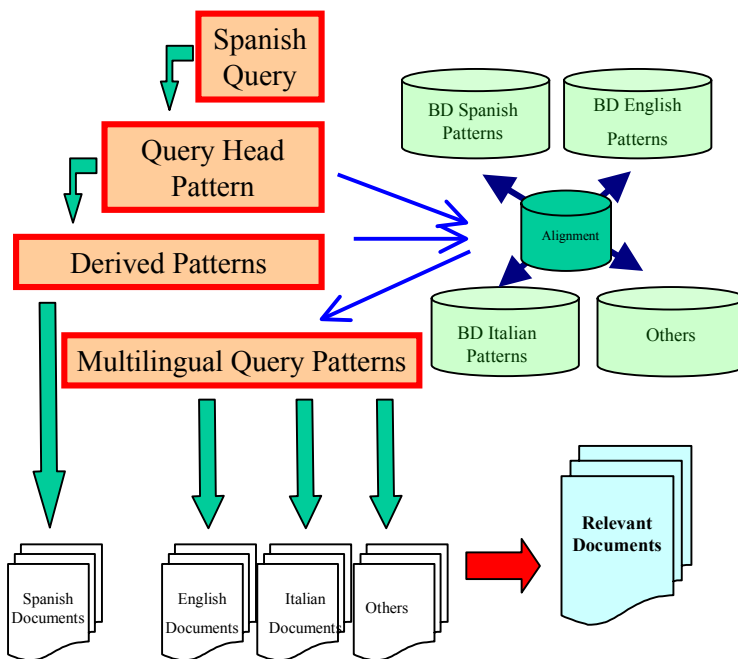 Spanish
Query
Query Head
Pattern
Derived Patterns
Multilingual Query Patterns
BD Spanish
Patterns
BD English
Patterns
Alignment
BD Italian
Patterns
Others
Spanish
Documents
English
Documents
Italian
Documents
Others
Relevant
Documents